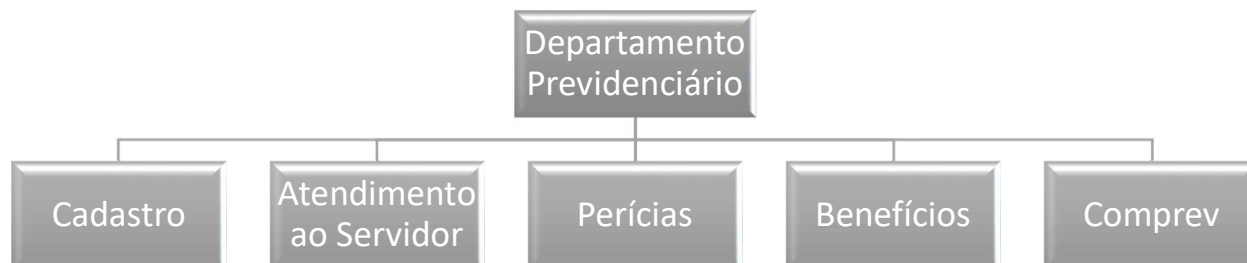 Departamento
Previdenciário
Cadastro
Atendimento
ao Servidor
Perícias
Benefícios
Comprev